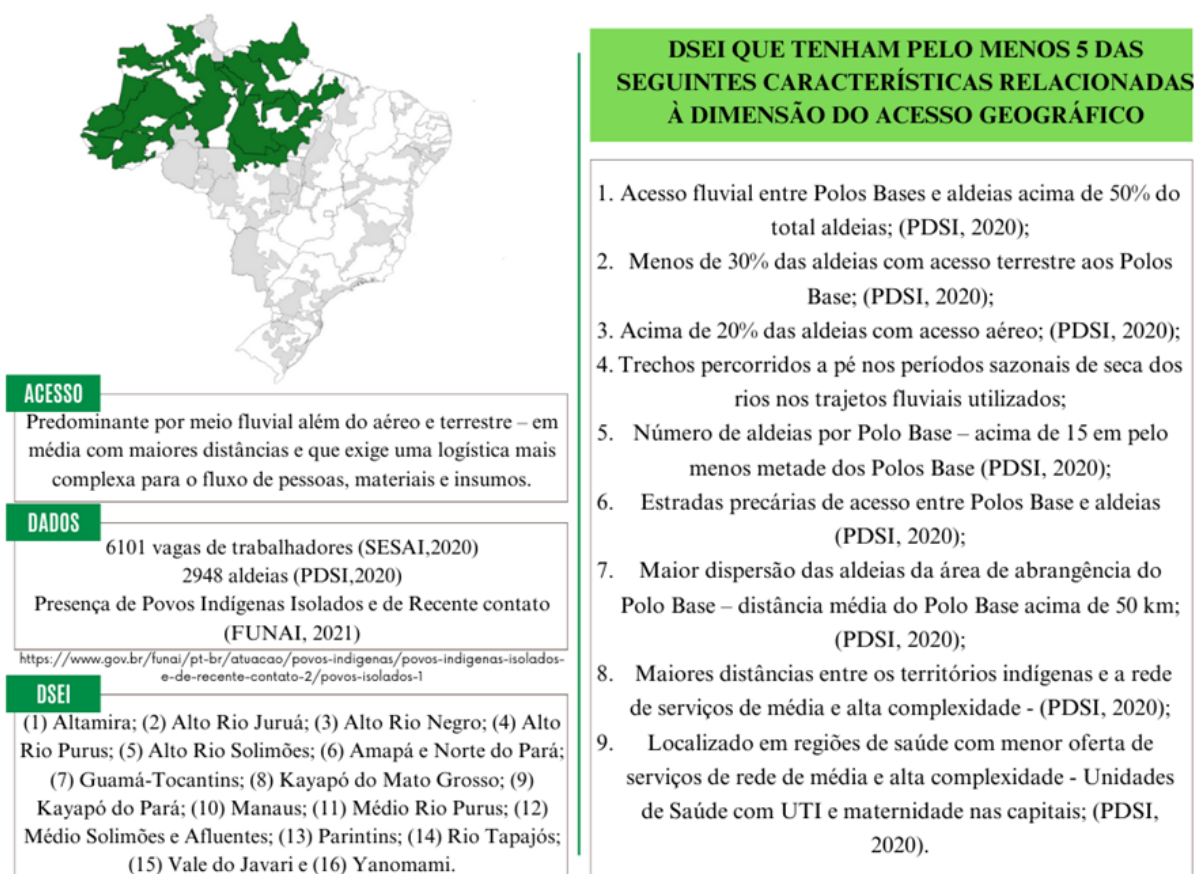 ACESSO
Predominante por meio fluvial além do aéreo e terrestre – em
média com maiores distâncias e que exige uma logística mais
complexa para o fluxo de pessoas, materiais e insumos.
DADOS
6101 vagas de trabalhadores (SESAI,2020)
2948 aldeias (PDSI,2020)
Presença de Povos Indígenas Isolados e de Recente contato
(FUNAI, 2021)
https://www.gov.br/funai/pt-br/atuacao/povos-indigenas/povos-indigenas-isolados-
e-de-recente-contato-2/povos-isolados-1
DSEI
(1) Altamira; (2) Alto Rio Juruá; (3) Alto Rio Negro; (4) Alto
Rio Purus; (5) Alto Rio Solimões; (6) Amapá e Norte do Pará;
(7) Guamá-Tocantins; (8) Kayapó do Mato Grosso; (9)
Kayapó do Pará; (10) Manaus; (11) Médio Rio Purus; (12)
Médio Solimões e Afluentes; (13) Parintins; (14) Rio Tapajós;
(15) Vale do Javari e (16) Yanomami.
DSEI QUE TENHAM PELO MENOS 5 DAS
SEGUINTES CARACTERÍSTICAS RELACIONADAS
À DIMENSÃO DO ACESSO GEOGRÁFICO
1. Acesso fluvial entre Polos Bases e aldeias acima de 50% do
total aldeias; (PDSI, 2020);
2. Menos de 30% das aldeias com acesso terrestre aos Polos
Base; (PDSI, 2020);
3. Acima de 20% das aldeias com acesso aéreo; (PDSI, 2020);
4. Trechos percorridos a pé nos períodos sazonais de seca dos
rios nos trajetos fluviais utilizados;
5. Número de aldeias por Polo Base – acima de 15 em pelo
menos metade dos Polos Base (PDSI, 2020);
6. Estradas precárias de acesso entre Polos Base e aldeias
(PDSI, 2020);
7. Maior dispersão das aldeias da área de abrangência do
Polo Base – distância média do Polo Base acima de 50 km;
(PDSI, 2020);
8. Maiores distâncias entre os territórios indígenas e a rede
de serviços de média e alta complexidade - (PDSI, 2020);
9. Localizado em regiões de saúde com menor oferta de
serviços de rede de média e alta complexidade - Unidades
de Saúde com UTI e maternidade nas capitais; (PDSI,
2020).